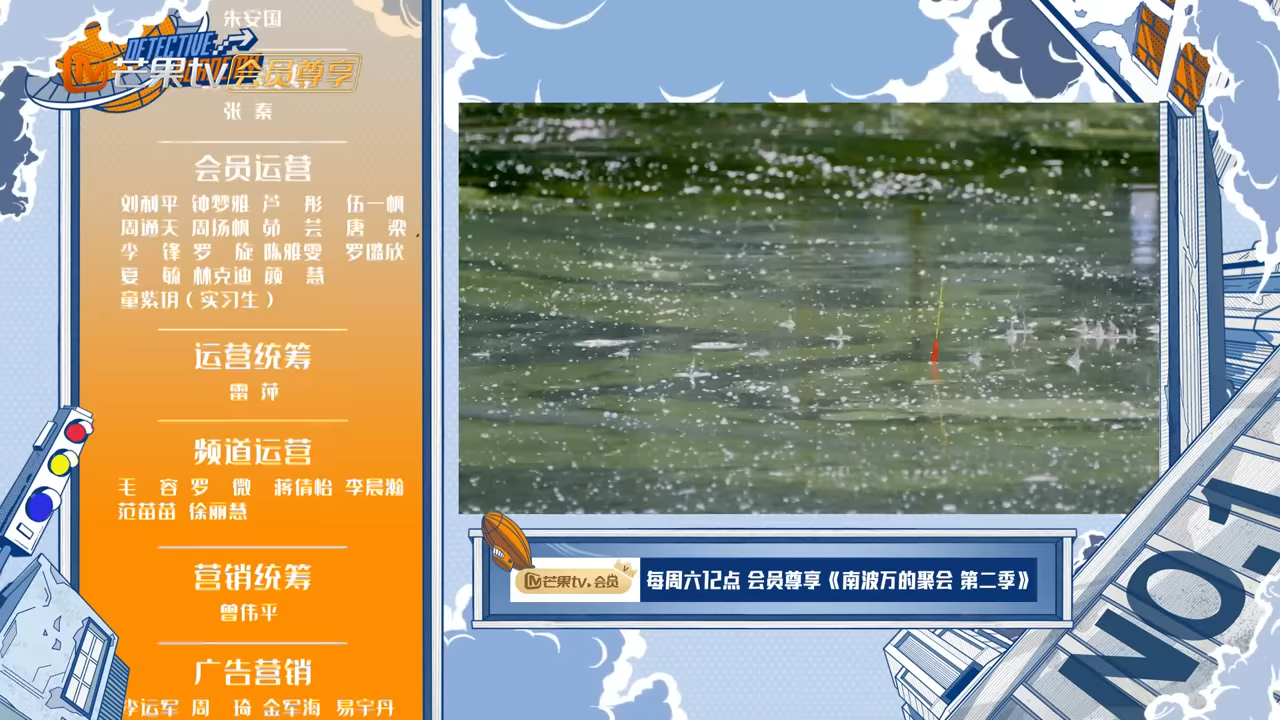 朱安国
DETECTIVE
芒果tv 会员尊享
张 秦
会员运营
刘利平 钟梦雅 芦 彤 伍一帆
周通天 周扬帆 茆 芸 唐 梁
李 锋 罗 旋 陈雅雯 罗璐欣
夏 毓 林克迪 颜 慧
童紫玥(实习生)
运营统筹
雷 萍
频道运营
毛 容 罗 微 蒋倩怡 李晨瀚
范苗苗 徐丽慧
营销统筹
曾伟平
广告营销
李运军 周 琦 金军海 易宇丹
芒果tv.会员 每周六12点 会员尊享《南波万的聚会 第二季》
NO.1